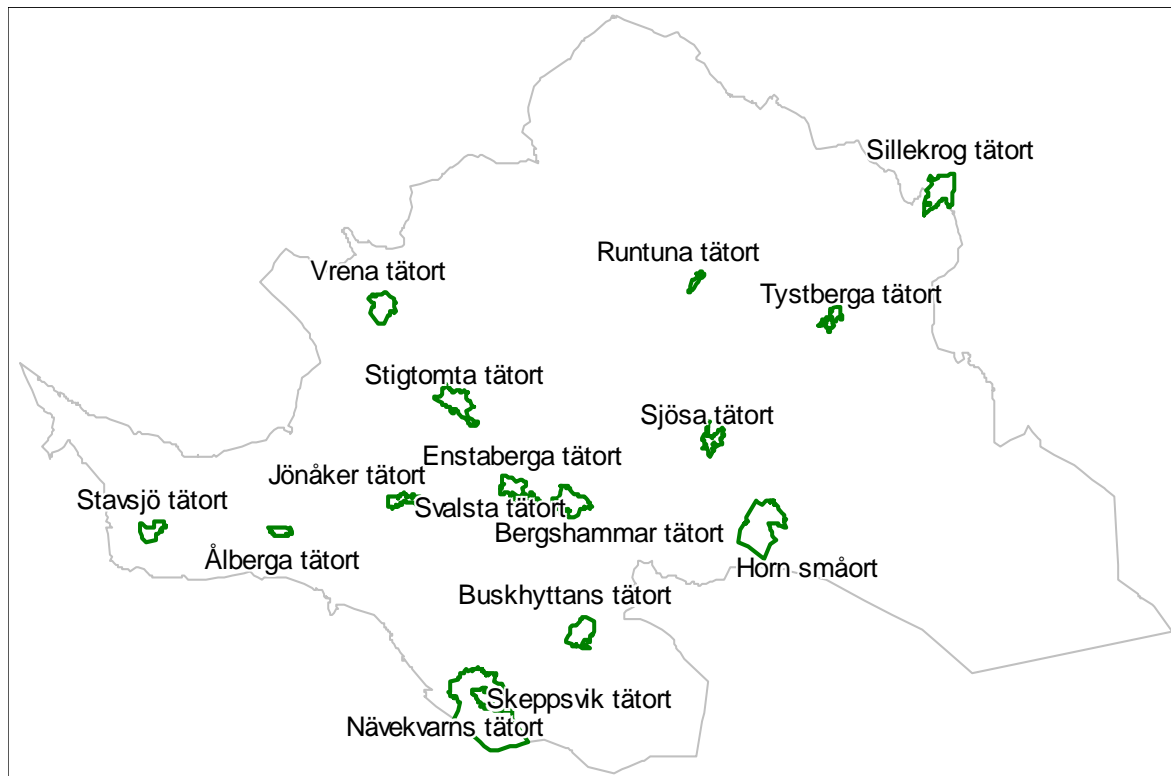 Sillekrog tätort
Runtuna tätort
Vrena tätort
Tystberga tätort
Stigtomta tätort
Sjösa tätort
Enstaberga tätort
Jönåker tätort
Stavsjö tätort
Svalsta tätort
Bergshammar tätort
Ålberga tätort
Horn småort
Buskhyttans tätort
Skeppsvik tätort
Nävekvarns tätort